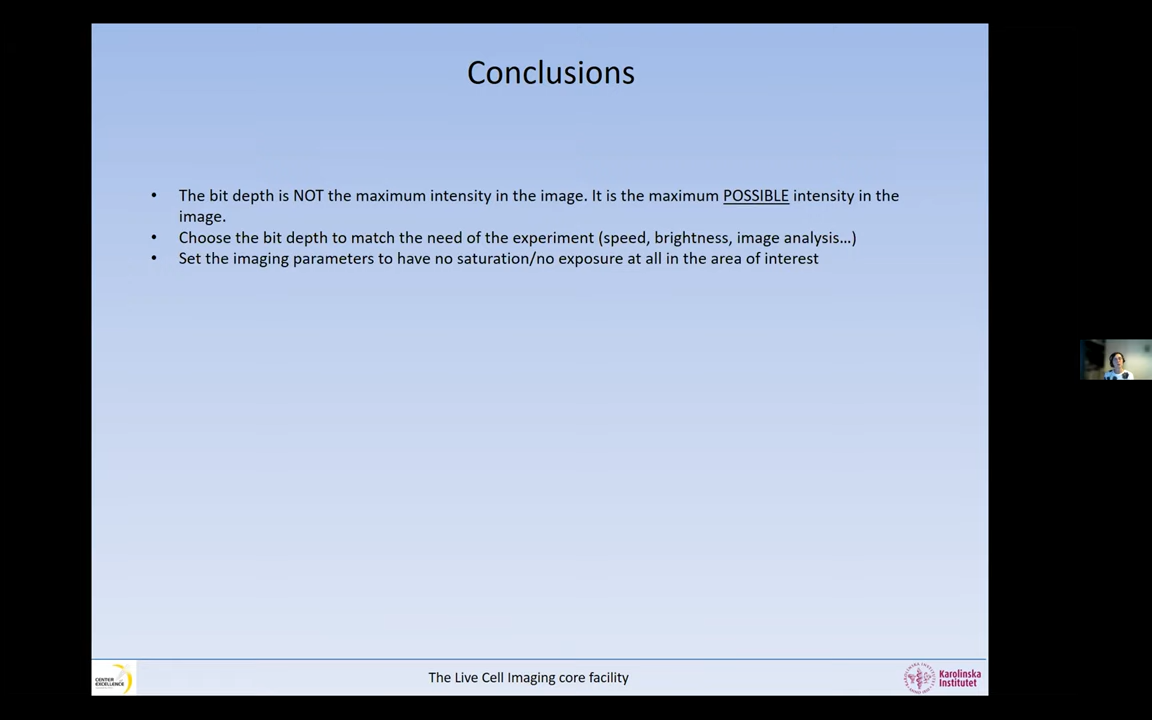 Conclusions
• The bit depth is NOT the maximum intensity in the image. It is the maximum POSSIBLE intensity in the
image.
• Choose the bit depth to match the need of the experiment (speed, brightness, image analysis…)
• Set the imaging parameters to have no saturation/no exposure at all in the area of interest
CENTER
EXCELLENCE
The Live Cell Imaging core facility
Karolinska
Institutet